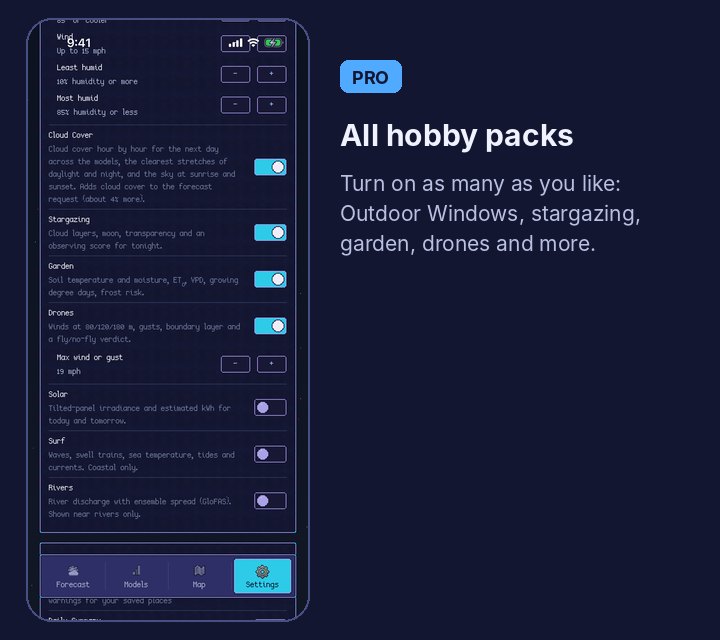 65° or cooler
9:41
Wind
Up to 15 mph
Least humid
10% humidity or more
−
+
Most humid
85% humidity or less
−
+
Cloud Cover
Cloud cover hour by hour for the next day
across the models, the clearest stretches of
daylight and night, and the sky at sunrise and
sunset. Adds cloud cover to the forecast
request (about 4% more).
Stargazing
Cloud layers, moon, transparency and an
observing score for tonight.
Garden
Soil temperature and moisture, ET₀, VPD, growing
degree days, frost risk.
Drones
Winds at 80/120/180 m, gusts, boundary layer and
a fly/no-fly verdict.
Max wind or gust
19 mph
−
+
Solar
Tilted-panel irradiance and estimated kWh for
today and tomorrow.
Surf
Waves, swell trains, sea temperature, tides and
currents. Coastal only.
Rivers
River discharge with ensemble spread (GloFAS).
Shown near rivers only.
Forecast
Models
Map
Settings
warnings for your saved places
Daily Summary
PRO
All hobby packs
Turn on as many as you like:
Outdoor Windows, stargazing,
garden, drones and more.